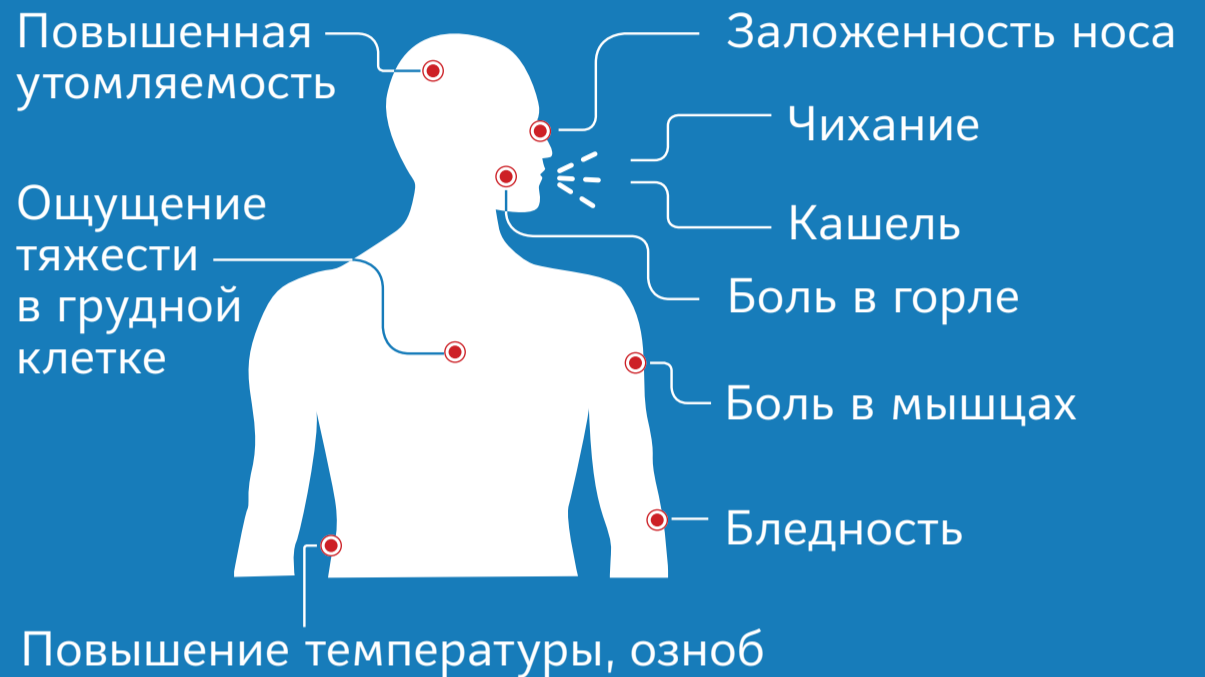 Повышенная
утомляемость
Ощущение
тяжести
в грудной
клетке
Заложенность носа
Чихание
Кашель
Боль в горле
Боль в мышцах
Бледность
Повышение температуры, озноб